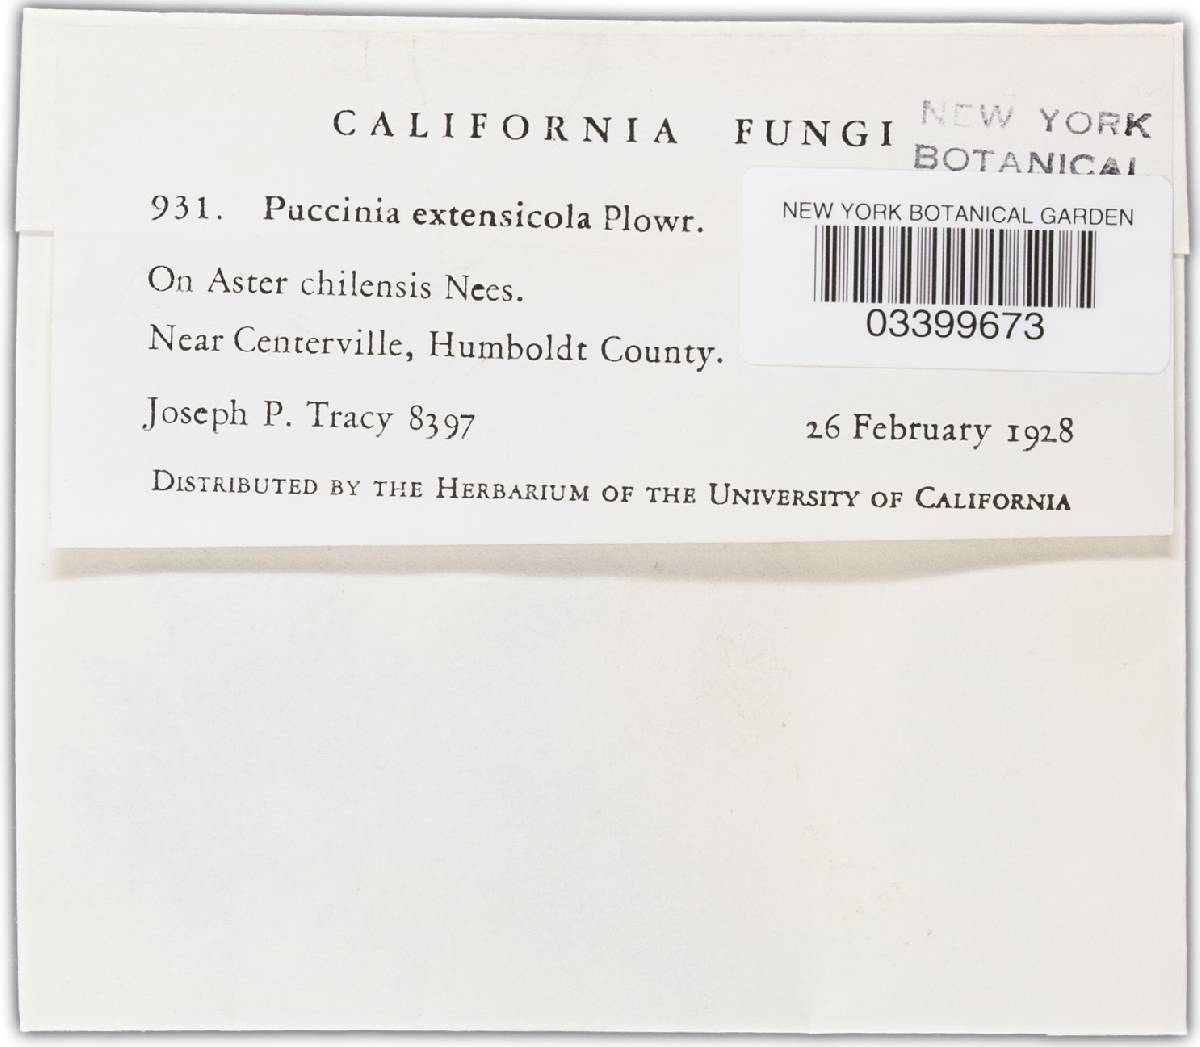 CALIFORNIA FUNGI
NEW YORK
BOTANICAL
931. Puccinia extensicola Plowr.
NEW YORK BOTANICAL GARDEN
03399673
On Aster chilensis Nees.
Near Centerville, Humboldt County.
Joseph P. Tracy 8397
26 February 1928
DISTRIBUTED BY THE HERBARIUM OF THE UNIVERSITY OF CALIFORNIA